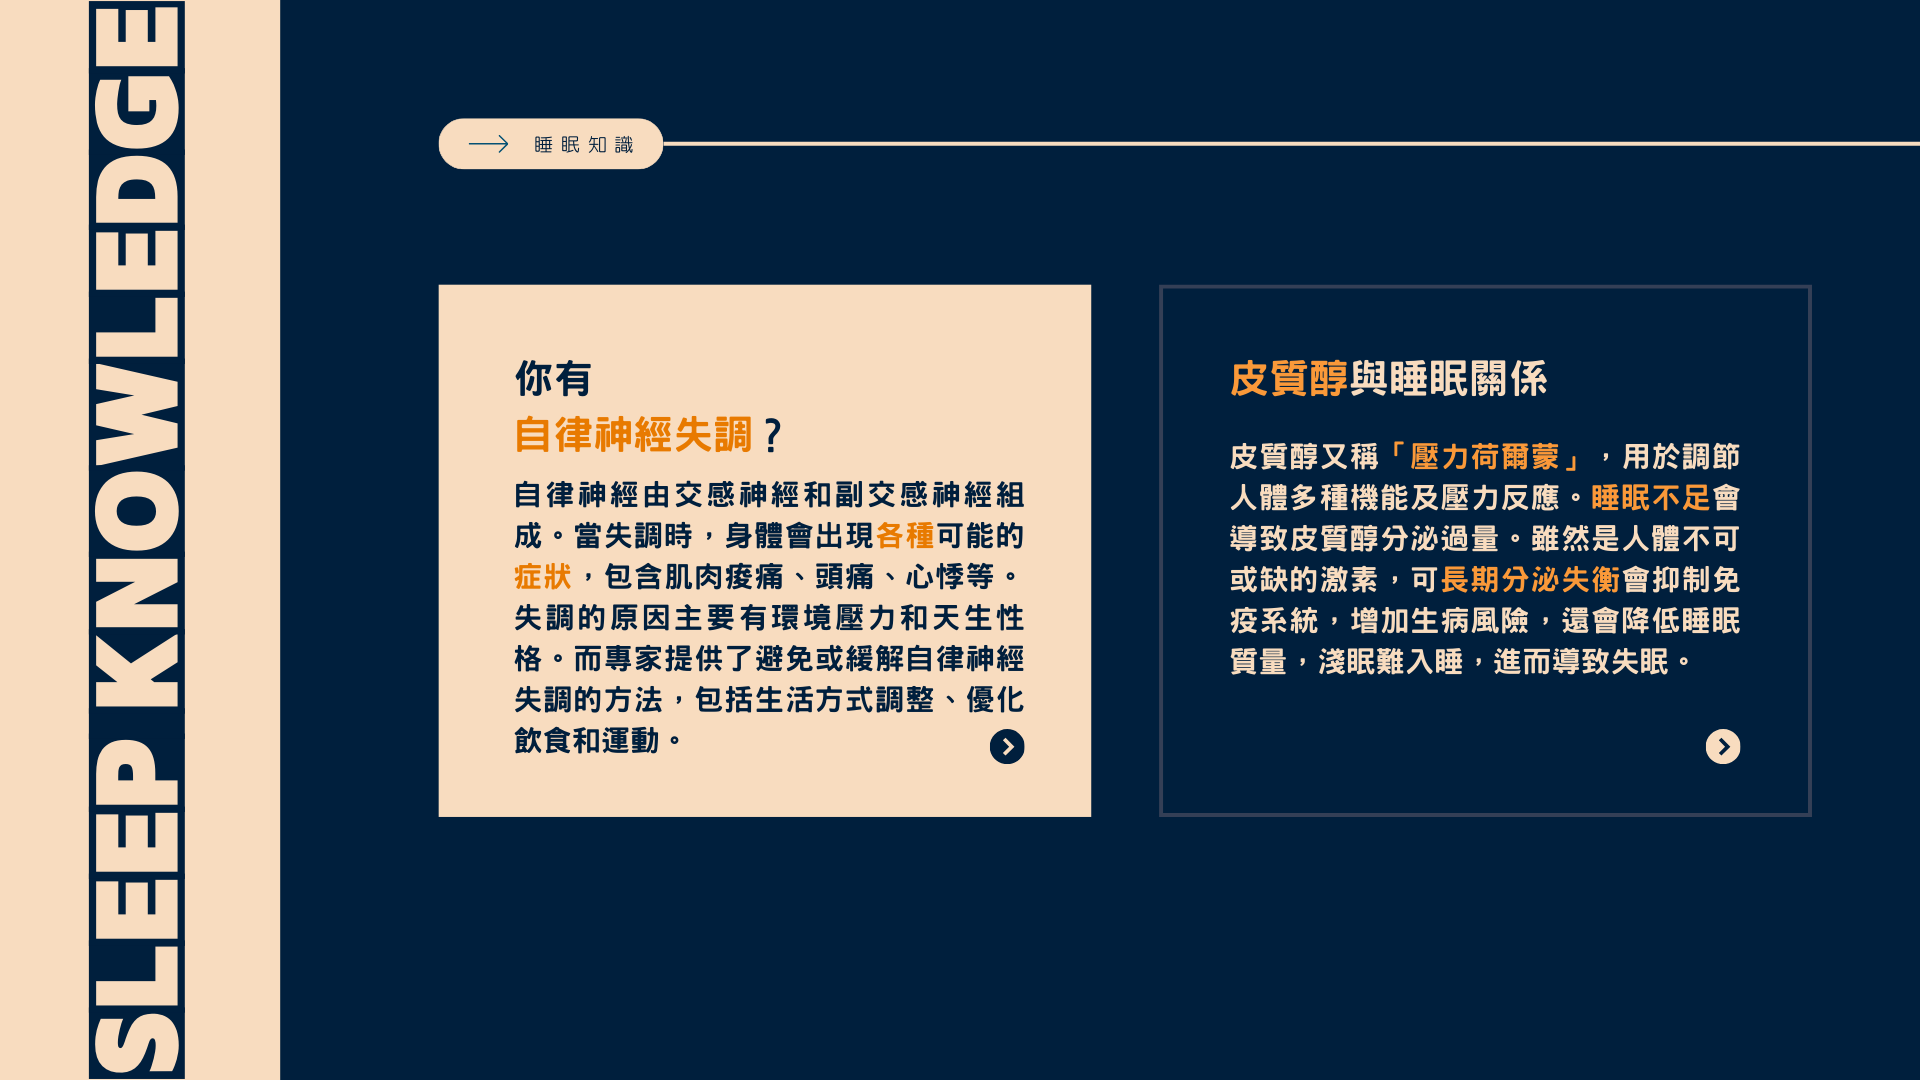 SLEEP KNOWLEDGE
睡眠知識
你有
自律神經失調？
自律神經由交感神經和副交感神經組
成。當失調時，身體會出現各種可能的
症狀，包含肌肉痠痛、頭痛、心悸等。
失調的原因主要有環境壓力和天生性
格。而專家提供了避免或緩解自律神經
失調的方法，包括生活方式調整、優化
飲食和運動。
皮質醇與睡眠關係
皮質醇又稱「壓力荷爾蒙」，用於調節
人體多種機能及壓力反應。睡眠不足會
導致皮質醇分泌過量。雖然是人體不可
或缺的激素，可長期分泌失衡會抑制免
疫系統，增加生病風險，還會降低睡眠
質量，淺眠難入睡，進而導致失眠。